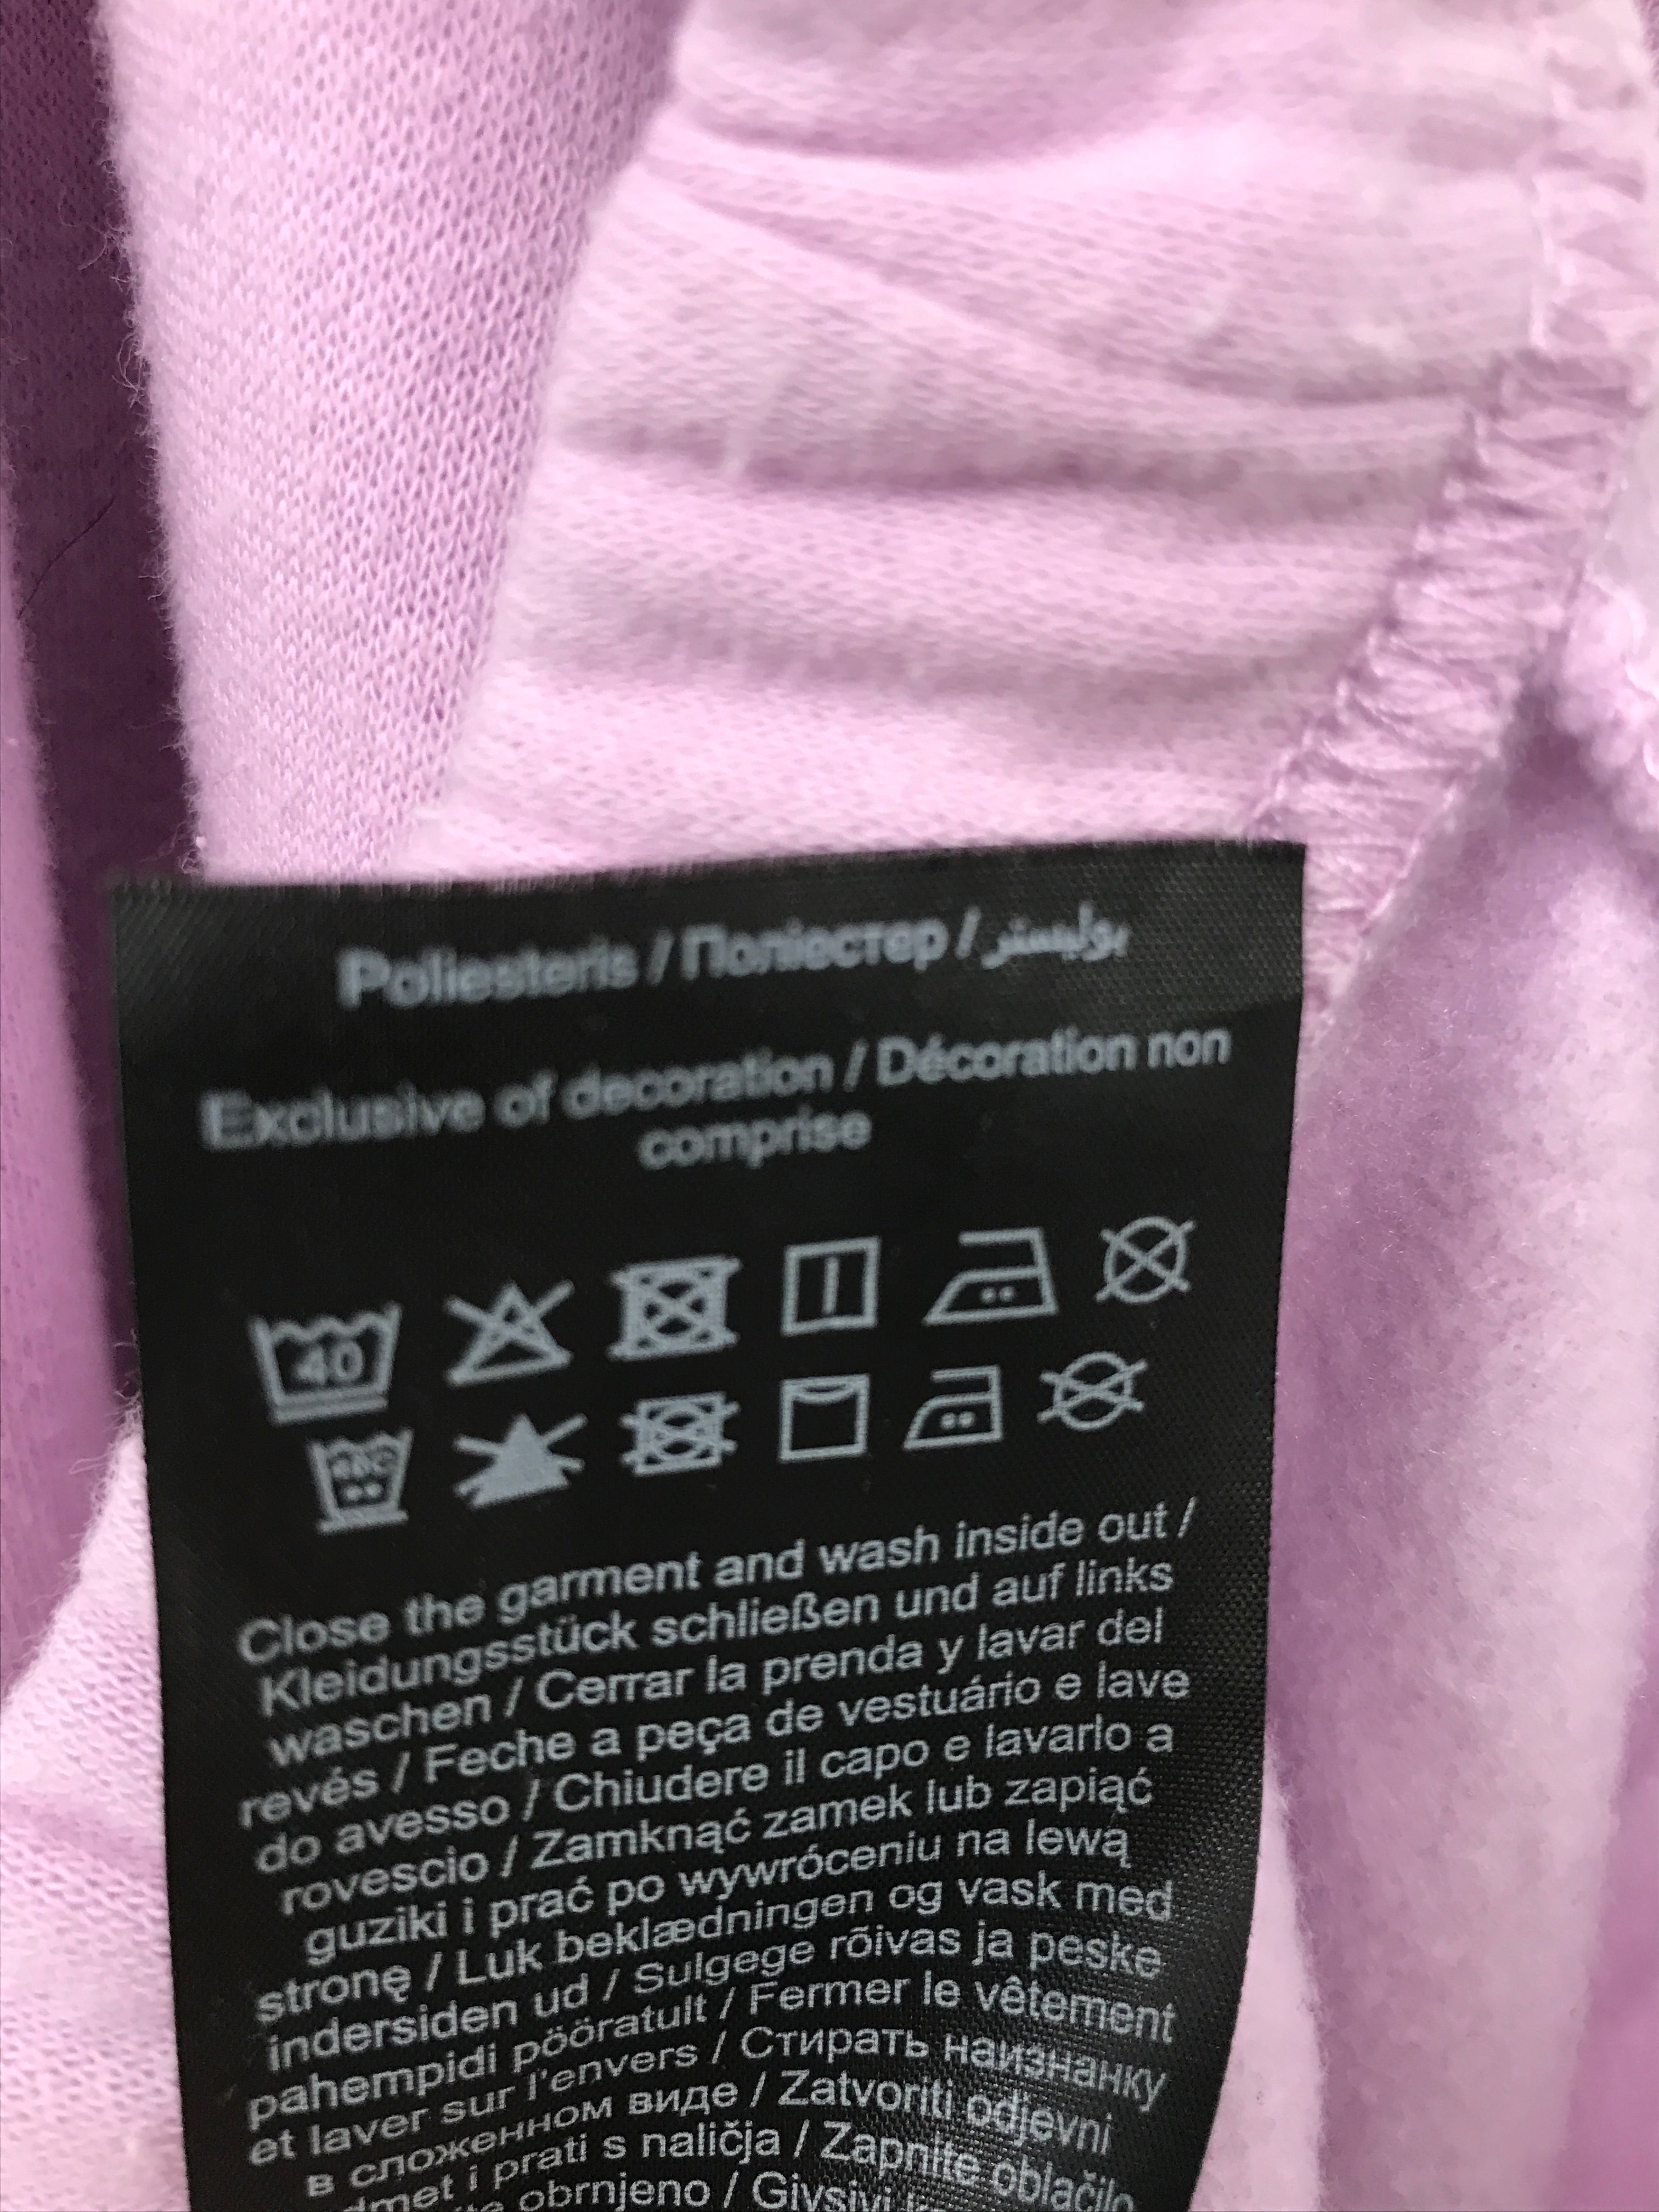 Poliesteris / Поліестер / بوليستر
Exclusive of decoration / Décoration non
comprise
40
Close the garment and wash inside out /
Kleidungsstück schließen und auf links
waschen / Cerrar la prenda y lavar del
revés / Feche a peça de vestuário e lave
do avesso / Chiudere il capo e lavarlo a
rovescio / Zamknąć zamek lub zapiąć
guziki i prać po wywróceniu na lewą
stronę / Luk beklædningen og vask med
indersiden ud / Sulgege rõivas ja peske
pahempidi pööratult / Fermer le vêtement
et laver sur l'envers / Стирать наизнанку
в сложенном виде / Zatvoriti odjevni
i prati s naličja / Zapnite oblačilo
obrnjeno /